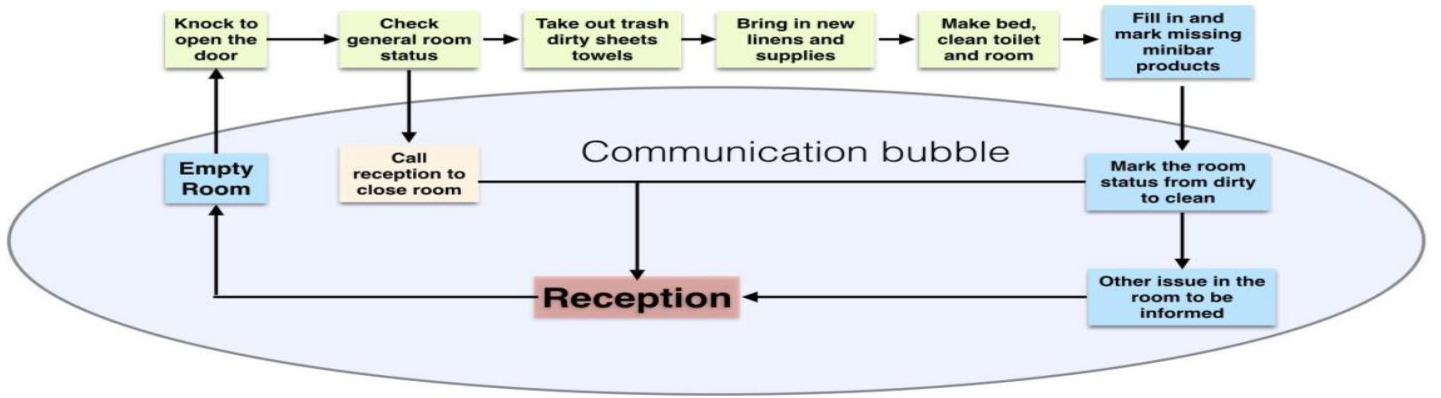 Knock to
open the
door
Check
general room
status
Take out trash
dirty sheets
towels
Bring in new
linens and
supplies
Make bed,
clean toilet
and room
Fill in and
mark missing
minibar
products
Empty
Room
Call
reception to
close room
Communication bubble
Mark the room
status from dirty
to clean
Reception
Other issue in the
room to be
informed